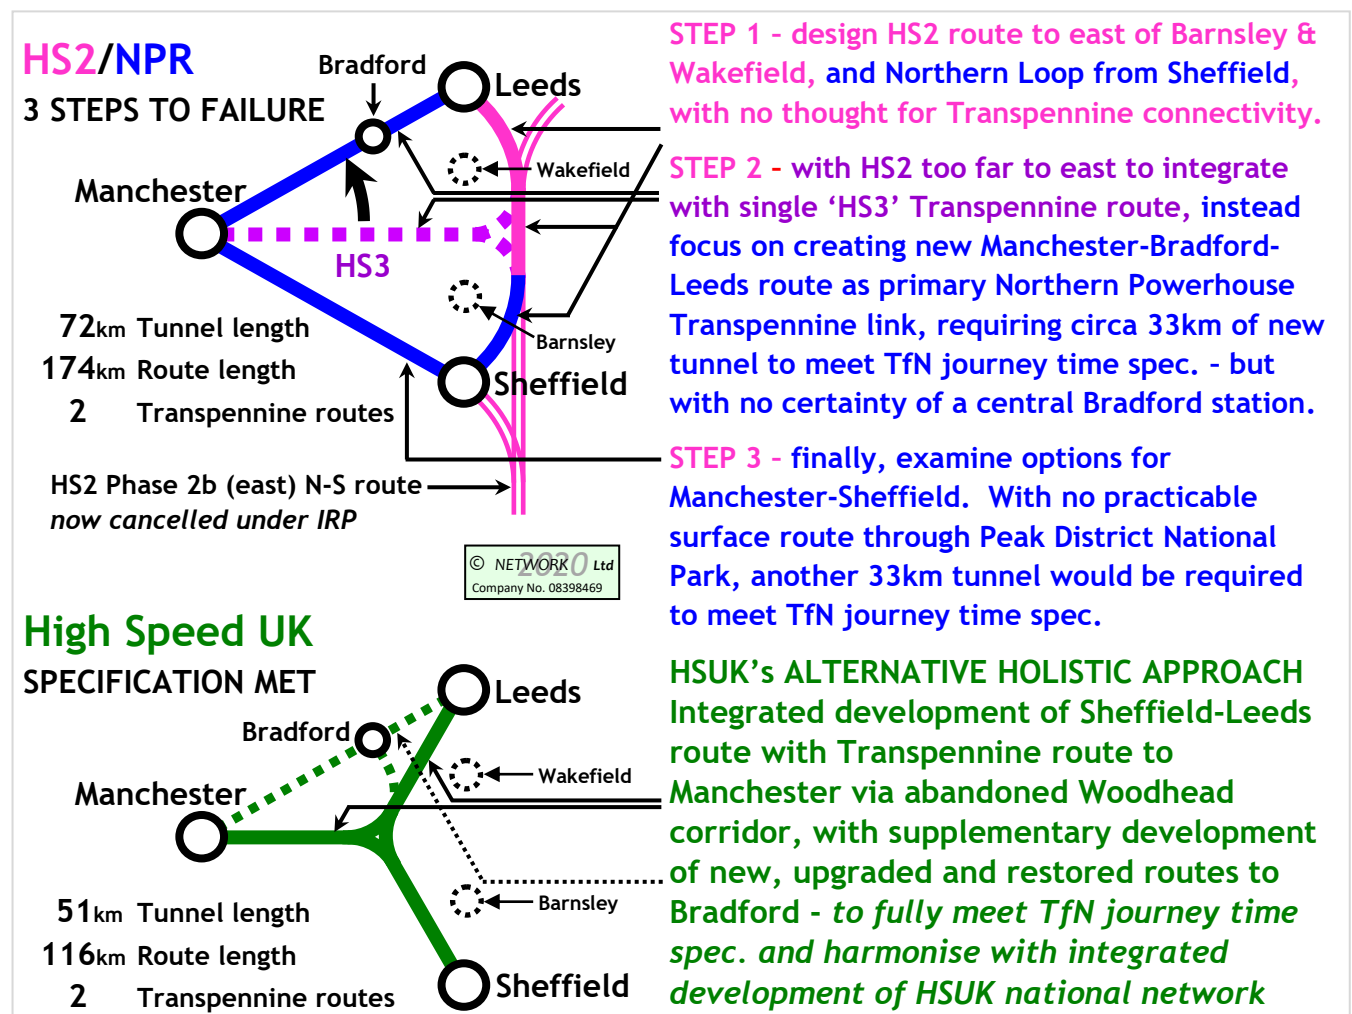 HS2/NPR
3 STEPS TO FAILURE
Bradford
Leeds
Wakefield
Manchester
HS3
Barnsley
Sheffield
72km Tunnel length
174km Route length
2 Transpennine routes
HS2 Phase 2b (east) N-S route
now cancelled under IRP
STEP 1 – design HS2 route to east of Barnsley &
Wakefield, and Northern Loop from Sheffield,
with no thought for Transpennine connectivity.
STEP 2 – with HS2 too far to east to integrate
with single ‘HS3’ Transpennine route, instead
focus on creating new Manchester-Bradford-
Leeds route as primary Northern Powerhouse
Transpennine link, requiring circa 33km of new
tunnel to meet TfN journey time spec. – but
with no certainty of a central Bradford station.
STEP 3 – finally, examine options for
Manchester-Sheffield. With no practicable
surface route through Peak District National
Park, another 33km tunnel would be required
to meet TfN journey time spec.
© NETWORK 2020 Ltd
Company No. 08398469
High Speed UK
SPECIFICATION MET
Leeds
Bradford
Wakefield
Manchester
Barnsley
Sheffield
51km Tunnel length
116km Route length
2 Transpennine routes
HSUK’s ALTERNATIVE HOLISTIC APPROACH
Integrated development of Sheffield-Leeds
route with Transpennine route to
Manchester via abandoned Woodhead
corridor, with supplementary development
of new, upgraded and restored routes to
Bradford - to fully meet TfN journey time
spec. and harmonise with integrated
development of HSUK national network